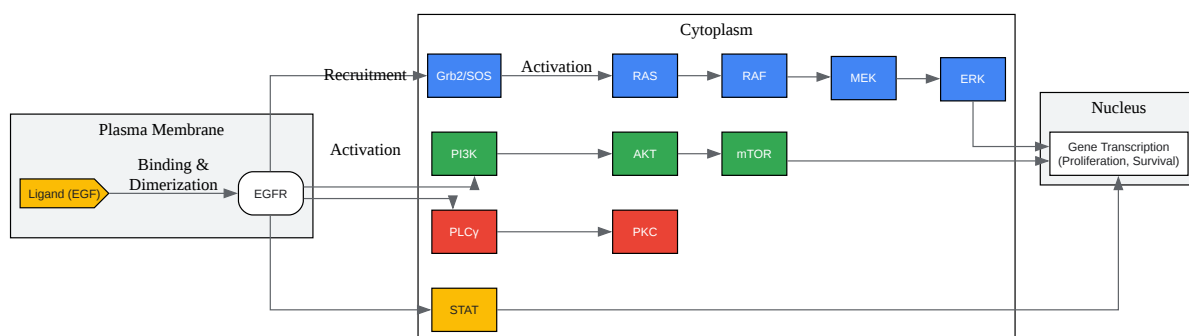 Cytoplasm
Recruitment
Grb2/SOS
Activation
RAS
RAF
MEK
ERK
Nucleus
Plasma Membrane
Activation
PI3K
AKT
mTOR
Gene Transcription
(Proliferation, Survival)
Binding &
Dimerization
Ligand (EGF)
EGFR
PLCγ
PKC
STAT